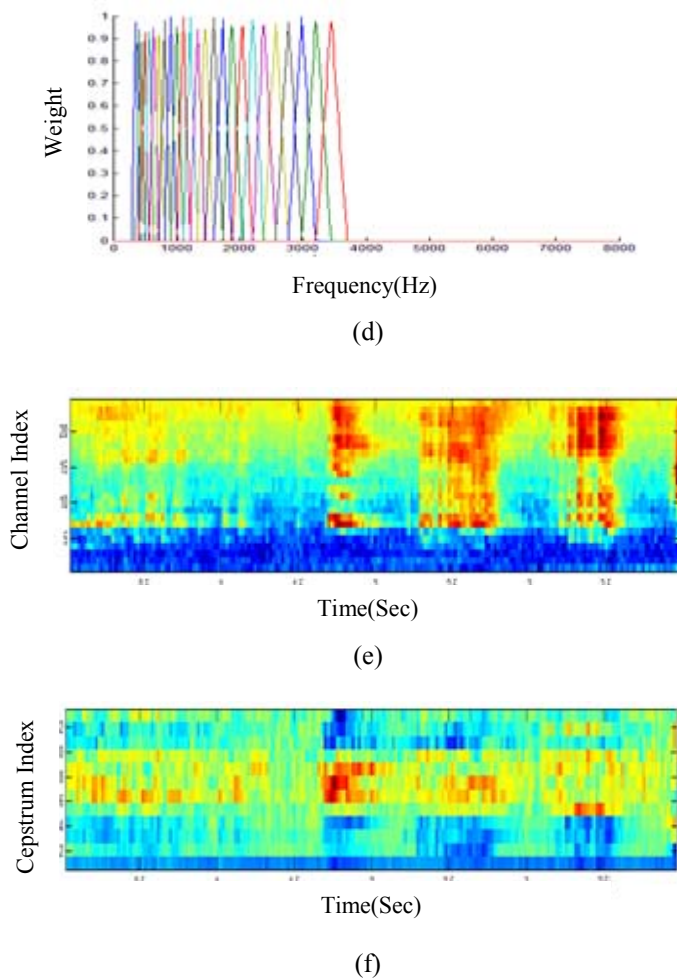 1
0.9
0.8
0.7
0.6
0.5
0.4
0.3
0.2
0.1
0
Weight
0 1000 2000 3000 4000 5000 6000 7000 8000
Frequency(Hz)
(d)
Channel Index
Time(Sec)
(e)
Cepstrum Index
Time(Sec)
(f)